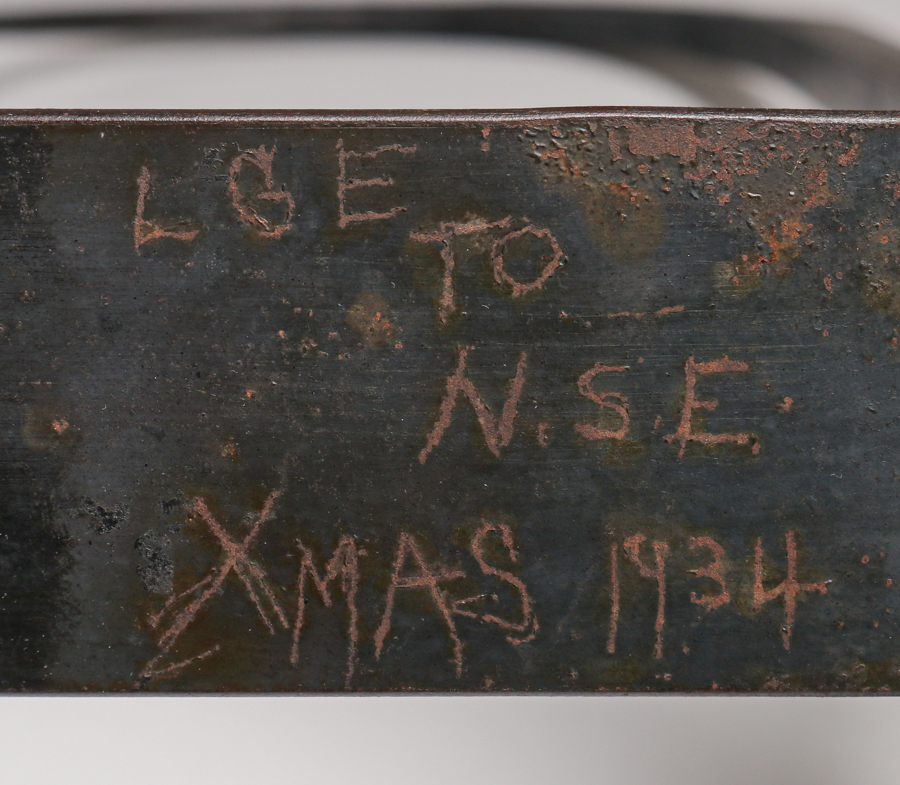 LGE
TO
N.S.E
XMAS 1934